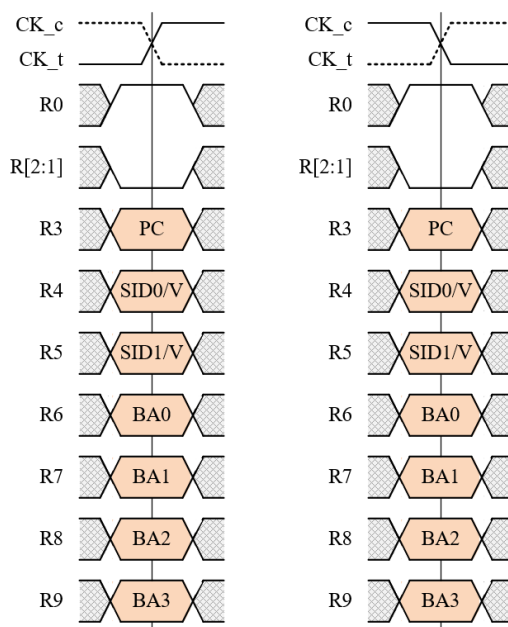 CK_c
CK_t
R0
R[2:1]
R3 PC
R4 SID0/V
R5 SID1/V
R6 BA0
R7 BA1
R8 BA2
R9 BA3
CK_c
CK_t
R0
R[2:1]
R3 PC
R4 SID0/V
R5 SID1/V
R6 BA0
R7 BA1
R8 BA2
R9 BA3